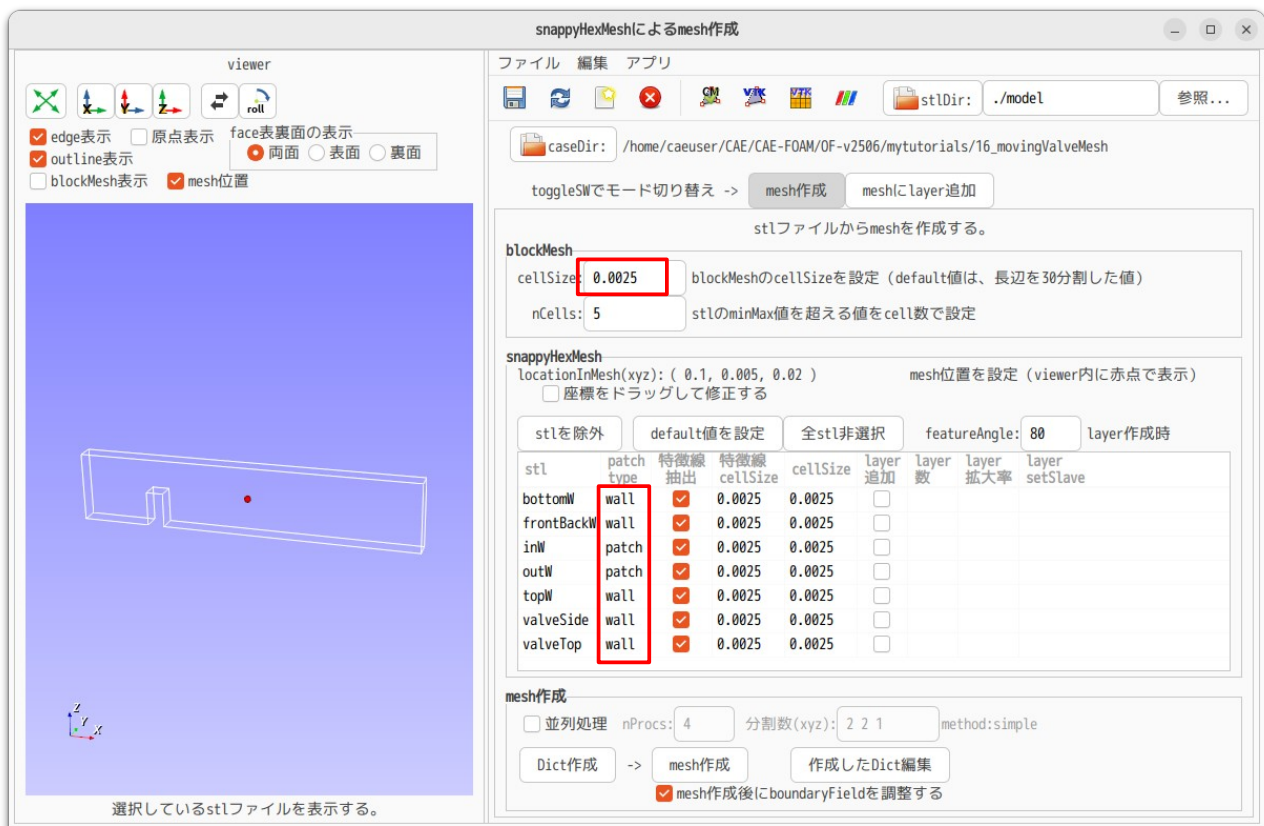 snappyHexMeshによるmesh作成
viewer
X Y Z roll
edge表示 原点表示 face表裏面の表示
outline表示 両面 表面 裏面
blockMesh表示 mesh位置
Z
Y
X
選択しているstlファイルを表示する。
ファイル 編集 アプリ
CM VTK VTK stlDir: ./model 参照...
caseDir: /home/caeuser/CAE/CAE-FOAM/OF-v2506/mytutorials/16_movingValveMesh
toggleSWでモード切り替え -> mesh作成 meshにlayer追加
stlファイルからmeshを作成する。
blockMesh
cellSize: 0.0025 blockMeshのcellSizeを設定（default値は、長辺を30分割した値）
nCells: 5 stlのminMax値を超える値をcell数で設定
snappyHexMesh
locationInMesh(xyz): ( 0.1, 0.005, 0.02 ) mesh位置を設定（viewer内に赤点で表示）
座標をドラッグして修正する
stlを除外 default値を設定 全stl非選択 featureAngle: 80 layer作成時
stl patch type 特徴線抽出 特徴線cellSize cellSize layer追加 layer数 layer拡大率 layer setSlave
bottomW wall 0.0025 0.0025
frontBackW wall 0.0025 0.0025
inW patch 0.0025 0.0025
outW patch 0.0025 0.0025
topW wall 0.0025 0.0025
valveSide wall 0.0025 0.0025
valveTop wall 0.0025 0.0025
mesh作成
並列処理 nProcs: 4 分割数(xyz): 2 2 1 method:simple
Dict作成 -> mesh作成 作成したDict編集
mesh作成後にboundaryFieldを調整する